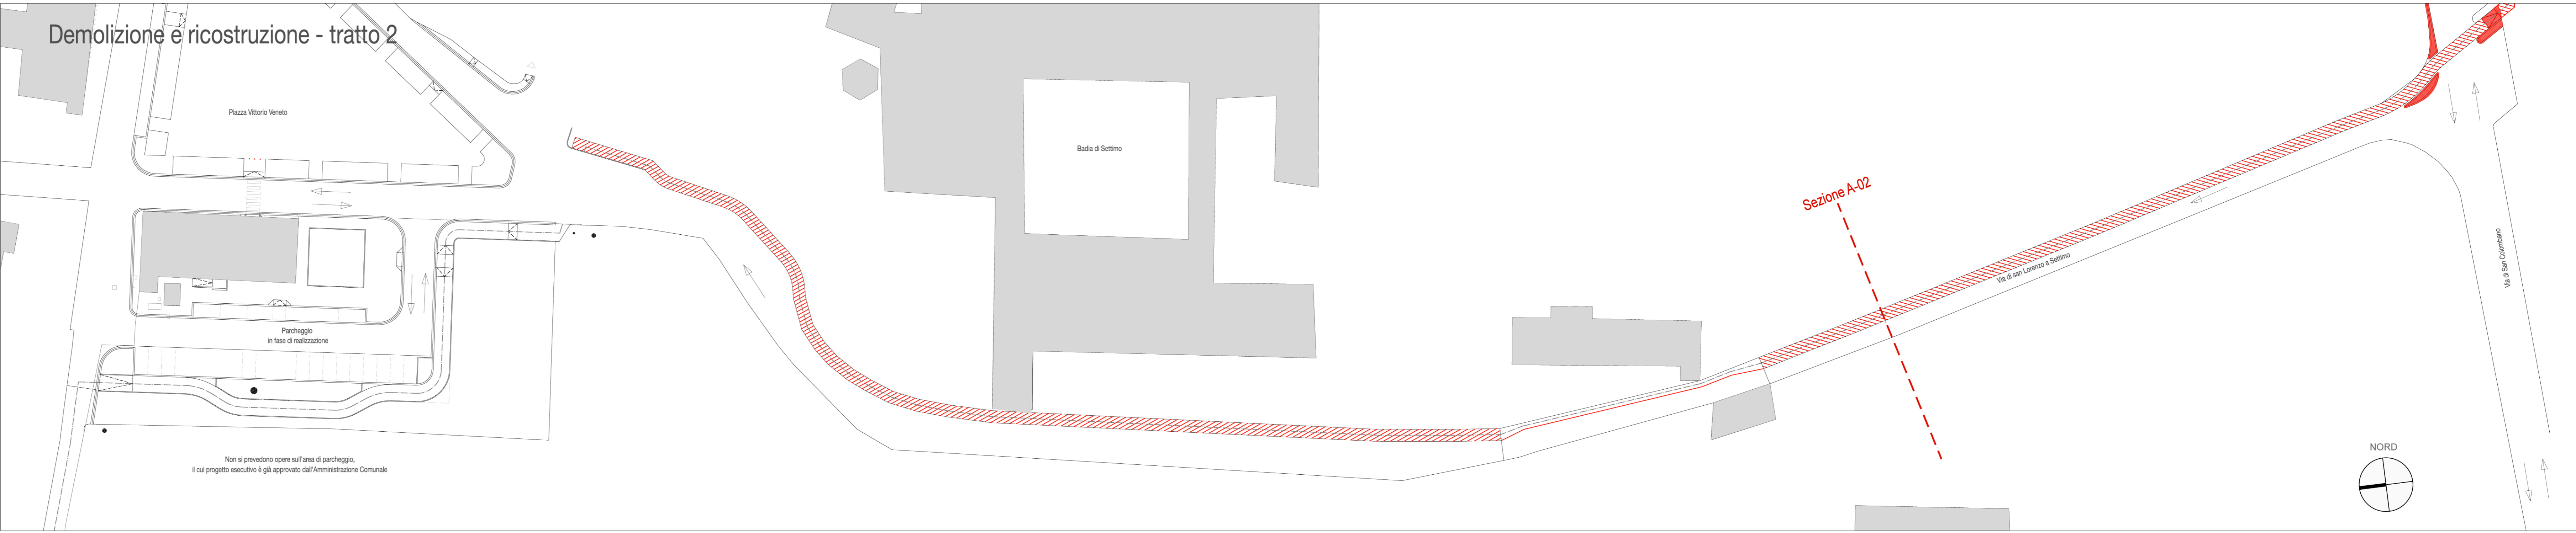 Demolizione e ricostruzione - tratto 2
Piazza Vittorio Veneto
Badia di Settimo
Sezione A-02
Via di san Lorenzo a Settimo
Via di San Colombano
Parcheggio
in fase di realizzazione
Non si prevedono opere sull'area di parcheggio,
il cui progetto esecutivo è già approvato dall'Amministrazione Comunale
NORD